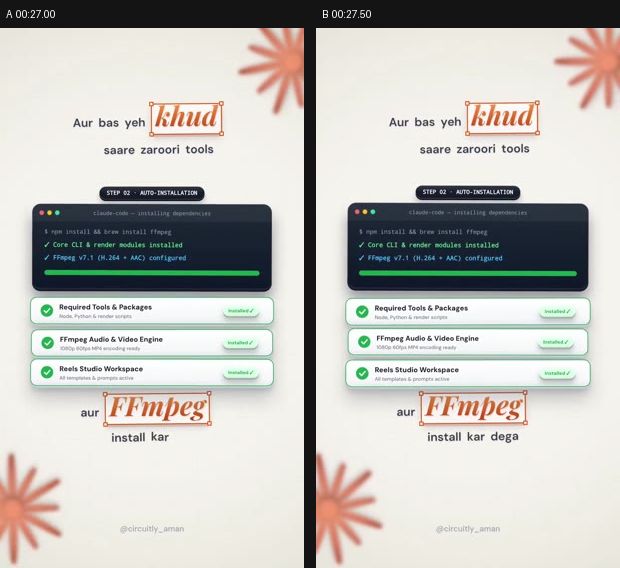 A 00:27.00
Aur bas yeh khud
saare zaroori tools
STEP 02 · AUTO-INSTALLATION
claude-code — installing dependencies
$ npm install && brew install ffmpeg
✓ Core CLI & render modules installed
✓ FFmpeg v7.1 (H.264 + AAC) configured
Required Tools & Packages
Node, Python & render scripts
Installed ✓
FFmpeg Audio & Video Engine
1080p 60fps MP4 encoding ready
Installed ✓
Reels Studio Workspace
All templates & prompts active
Installed ✓
aur FFmpeg
install kar
@circuitly_aman
B 00:27.50
Aur bas yeh khud
saare zaroori tools
STEP 02 · AUTO-INSTALLATION
claude-code — installing dependencies
$ npm install && brew install ffmpeg
✓ Core CLI & render modules installed
✓ FFmpeg v7.1 (H.264 + AAC) configured
Required Tools & Packages
Node, Python & render scripts
Installed ✓
FFmpeg Audio & Video Engine
1080p 60fps MP4 encoding ready
Installed ✓
Reels Studio Workspace
All templates & prompts active
Installed ✓
aur FFmpeg
install kar dega
@circuitly_aman